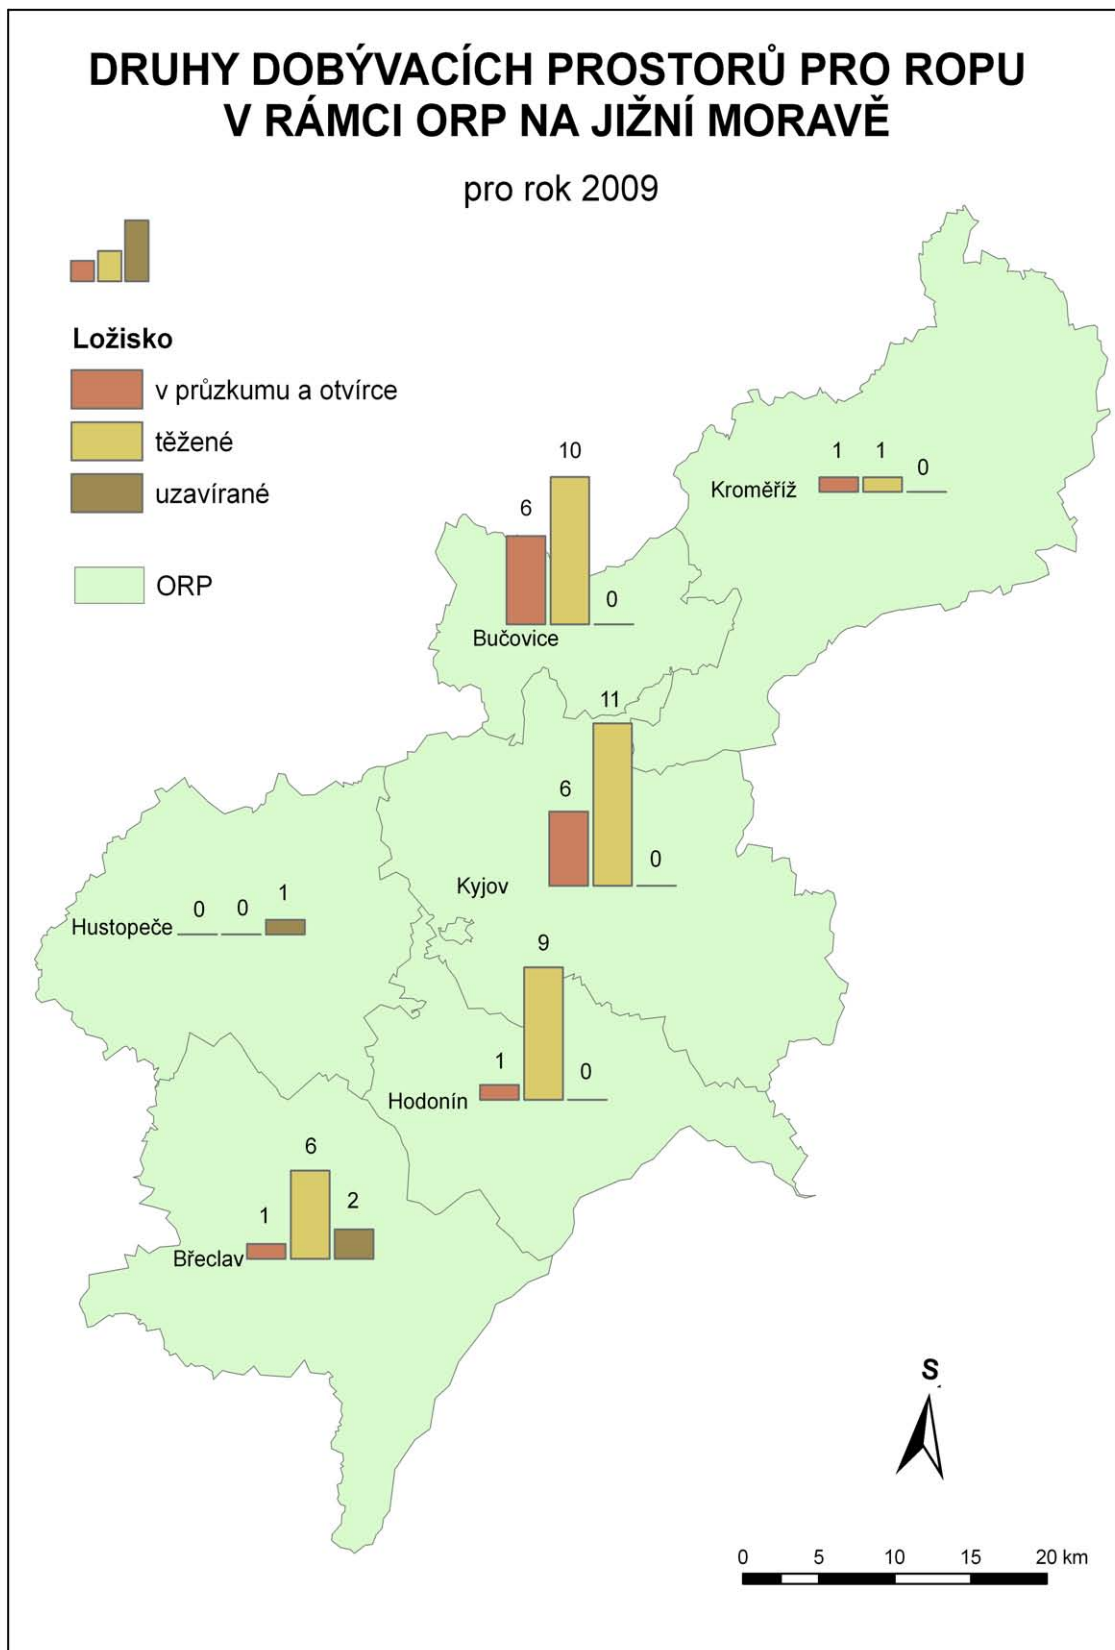 DRUHY DOBÝVACÍCH PROSTORŮ PRO ROPU
V RÁMCI ORP NA JIŽNÍ MORAVĚ
pro rok 2009
Ložisko
v průzkumu a otvírce
těžené
uzavírané
ORP
1 1 0
Kroměříž
6 10 0
Bučovice
6 11 0
Kyjov
0 0 1
Hustopeče
1 9 0
Hodonín
1 6 2
Břeclav
S
0 5 10 15 20 km